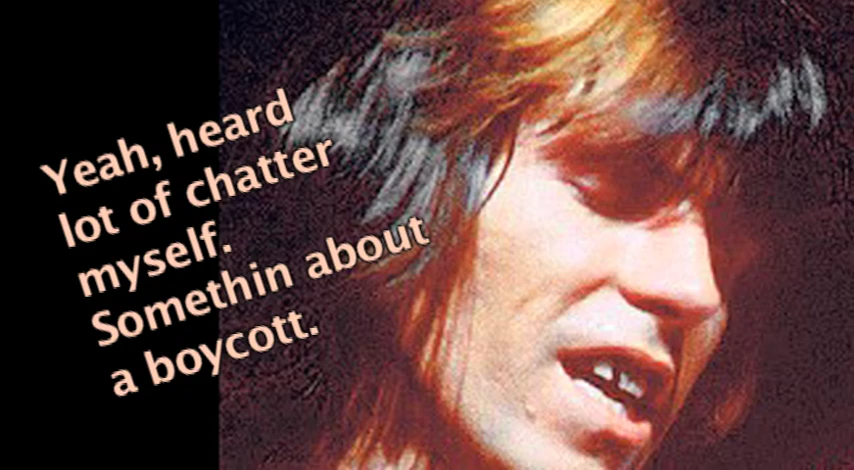 Yeah, heard
lot of chatter
myself.
Somethin about
a boycott.